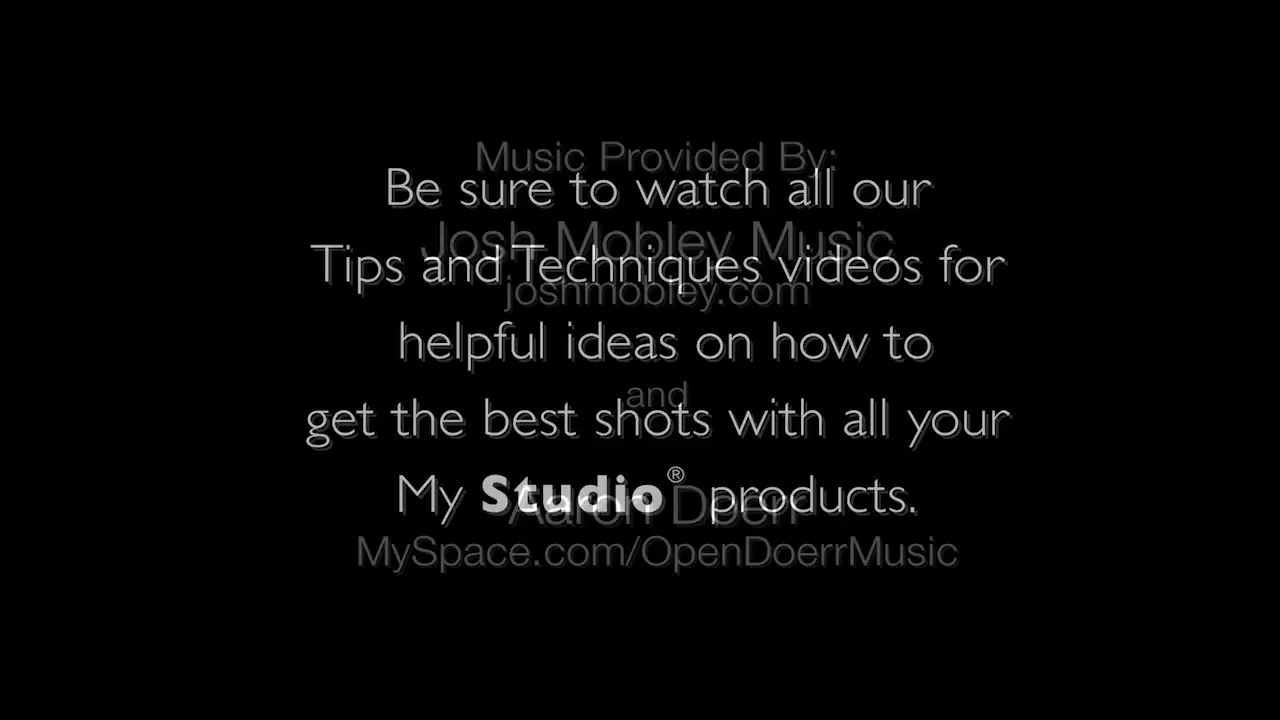 Music Provided By:
Be sure to watch all our
Josh Mobley Music
Tips and Techniques videos for
joshmobley.com
helpful ideas on how to
and
get the best shots with all your
My Studio® products.
Aaron Doerr
MySpace.com/OpenDoerrMusic